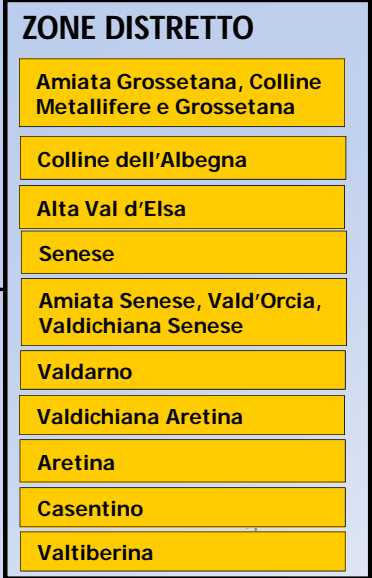 ZONE DISTRETTO
Amiata Grossetana, Colline
Metallifere e Grossetana
Colline dell'Albegna
Alta Val d'Elsa
Senese
Amiata Senese, Vald'Orcia,
Valdichiana Senese
Valdarno
Valdichiana Aretina
Aretina
Casentino
Valtiberina